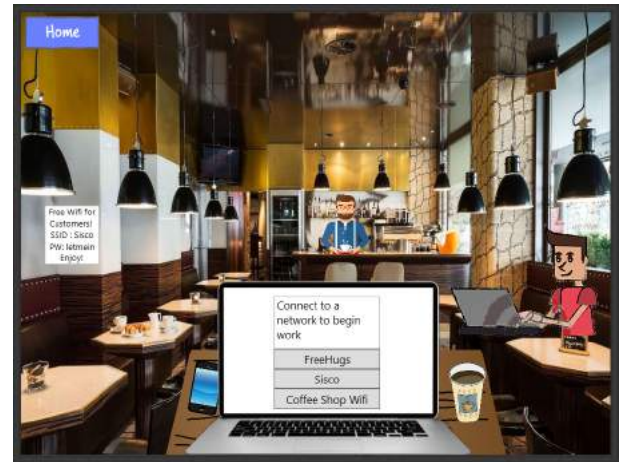 Home
Free Wifi for
Customers!
SSID : Sisco
PW: letmein
Enjoy!
Connect to a
network to begin
work
FreeHugs
Sisco
Coffee Shop Wifi